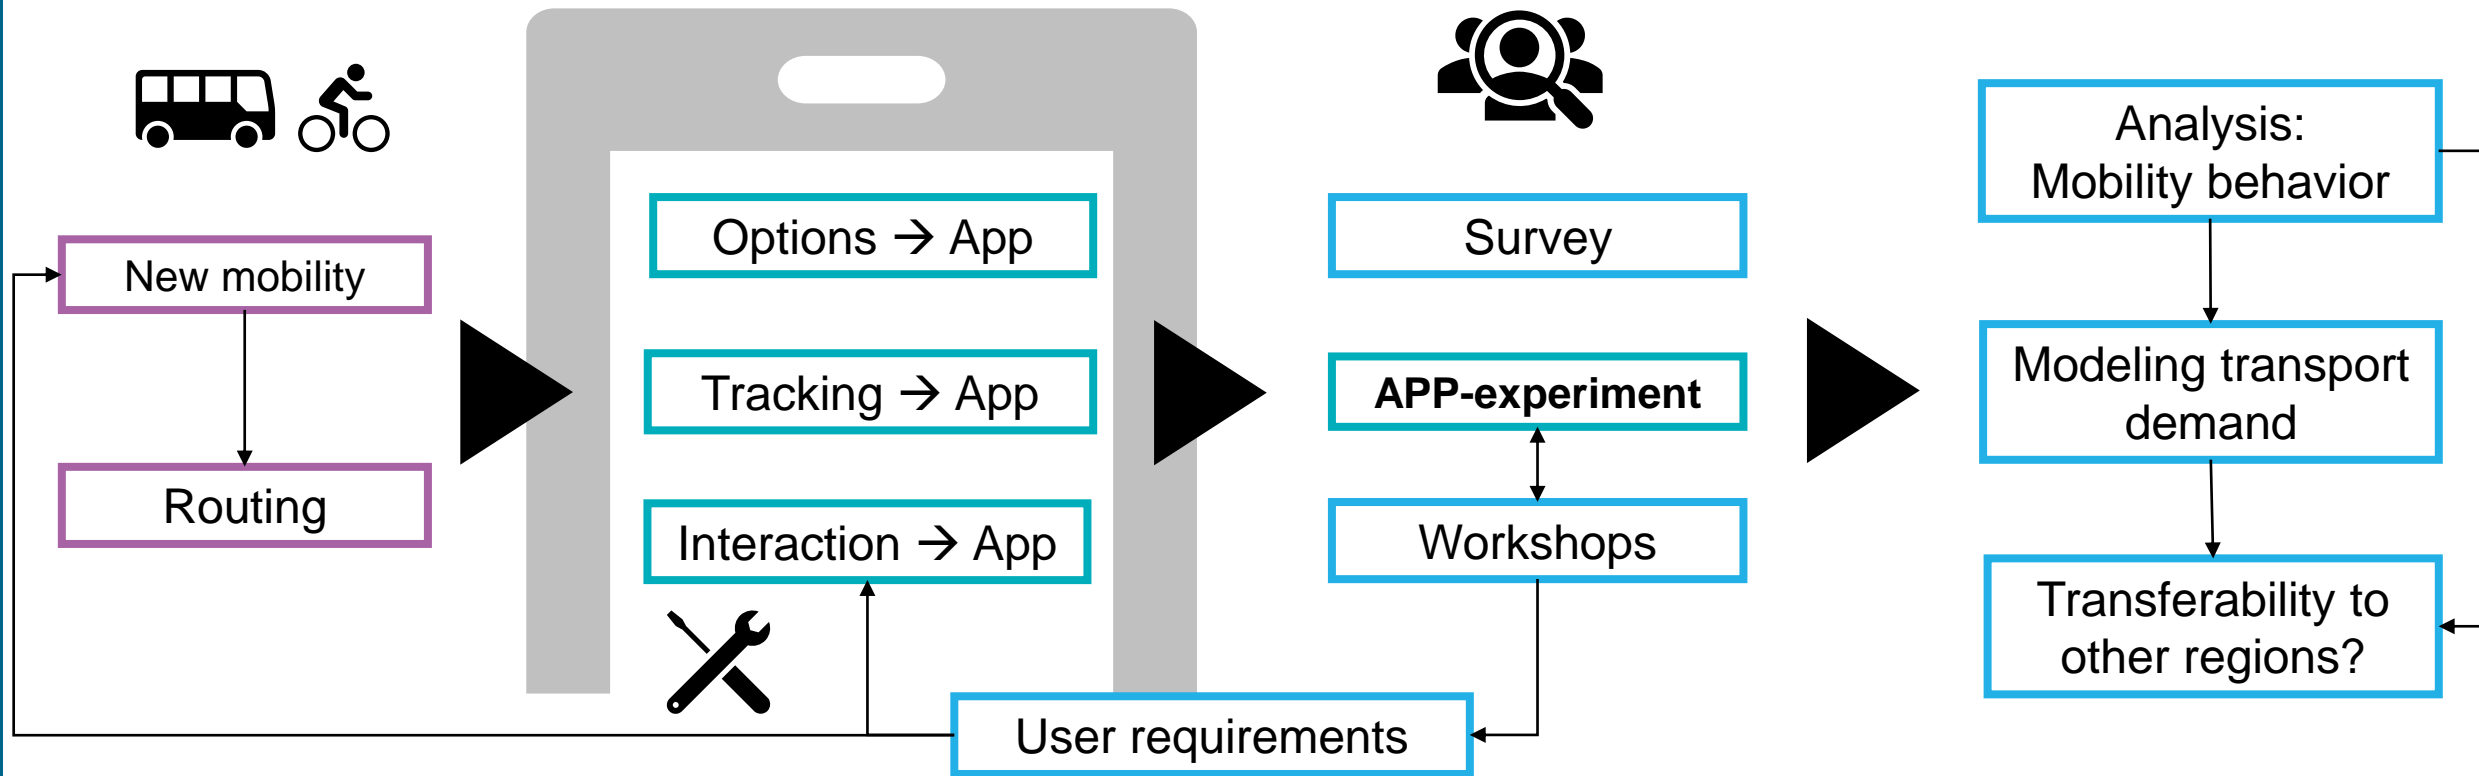 New mobility
Routing
Options → App
Tracking → App
Interaction → App
User requirements
Survey
APP-experiment
Workshops
Analysis:
Mobility behavior
Modeling transport
demand
Transferability to
other regions?